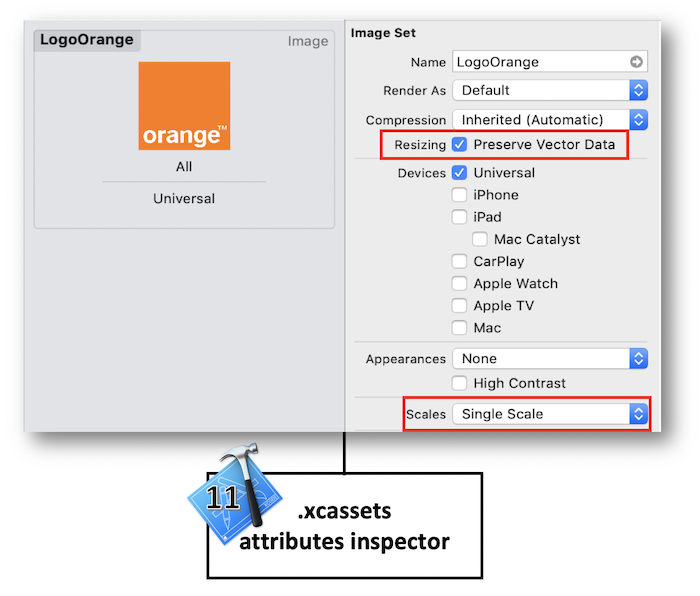 LogoOrange
Image
orange™
All
Universal
Image Set
Name LogoOrange
Render As Default
Compression Inherited (Automatic)
Resizing Preserve Vector Data
Devices Universal
iPhone
iPad
Mac Catalyst
CarPlay
Apple Watch
Apple TV
Mac
Appearances None
High Contrast
Scales Single Scale
11
.xcassets
attributes inspector